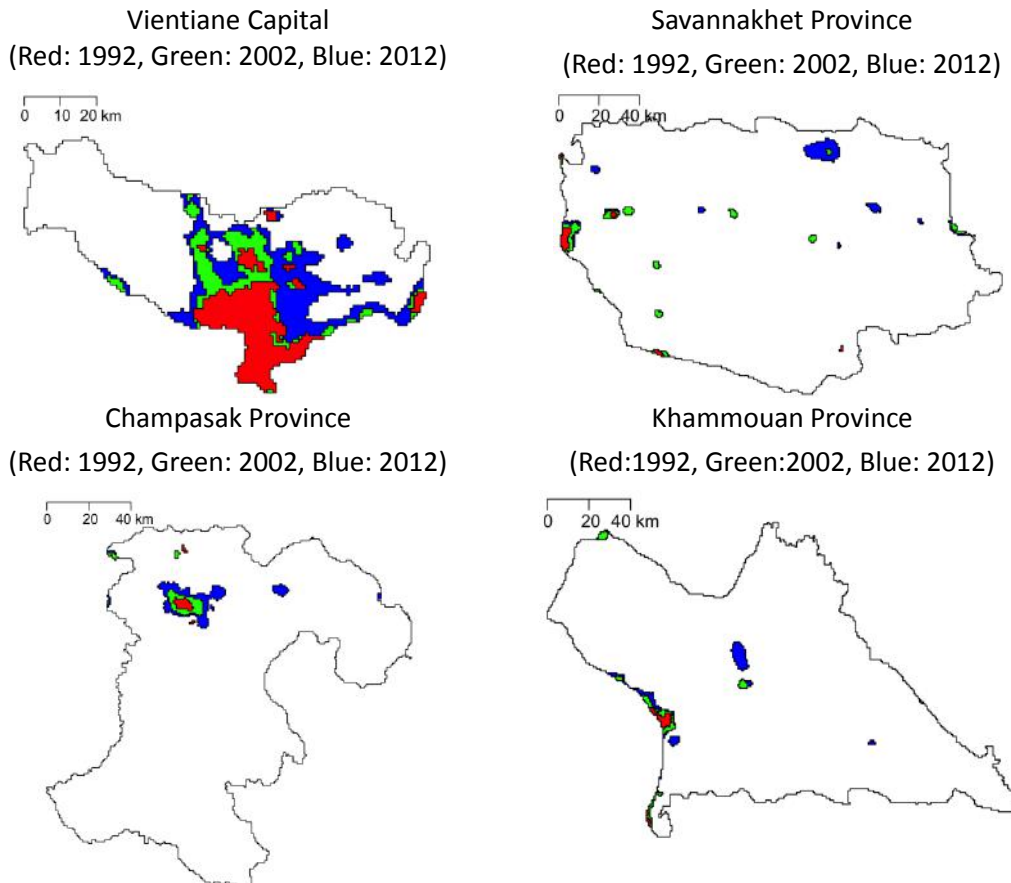 Vientiane Capital
(Red: 1992, Green: 2002, Blue: 2012)
0 10 20 km
Savannakhet Province
(Red: 1992, Green: 2002, Blue: 2012)
0 20 40 km
Champasak Province
(Red: 1992, Green: 2002, Blue: 2012)
0 20 40 km
Khammouan Province
(Red:1992, Green:2002, Blue: 2012)
0 20 40 km